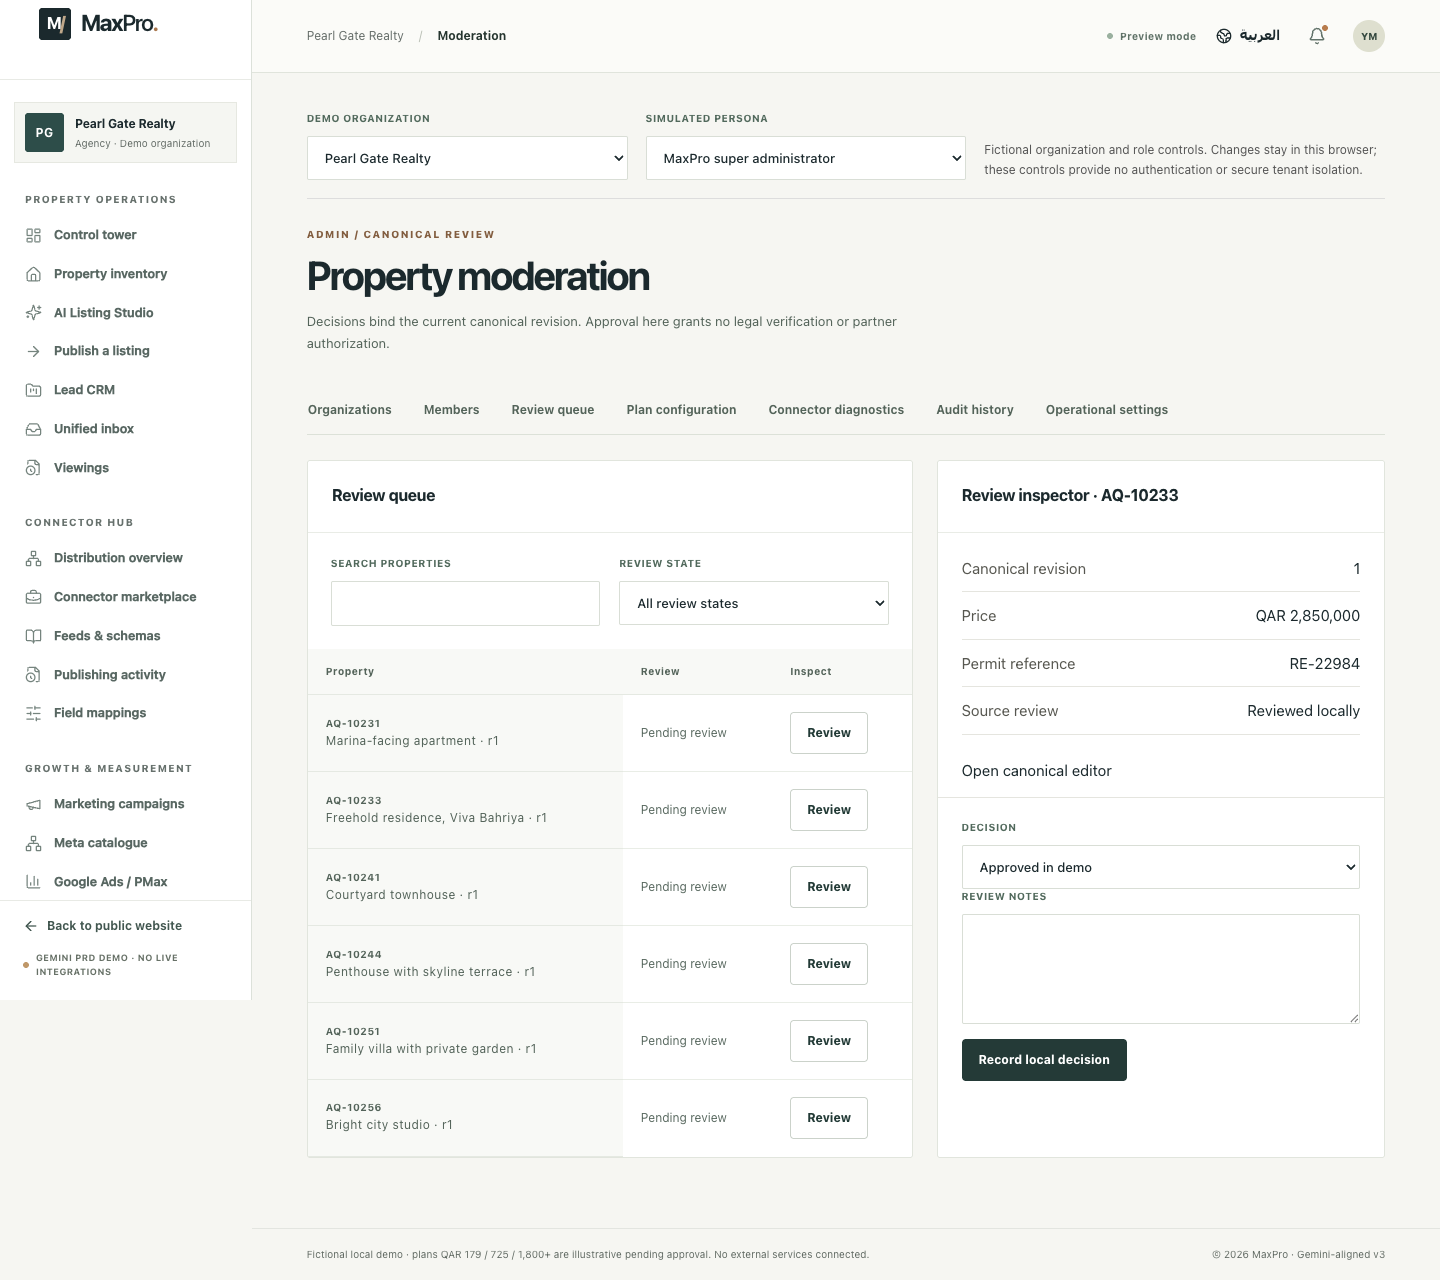 MaxPro.
Pearl Gate Realty / Moderation
Preview mode
العربية
YM
PG
Pearl Gate Realty
Agency · Demo organization
PROPERTY OPERATIONS
Control tower
Property inventory
AI Listing Studio
Publish a listing
Lead CRM
Unified inbox
Viewings
CONNECTOR HUB
Distribution overview
Connector marketplace
Feeds & schemas
Publishing activity
Field mappings
GROWTH & MEASUREMENT
Marketing campaigns
Meta catalogue
Google Ads / PMax
Back to public website
GEMINI PRD DEMO · NO LIVE
INTEGRATIONS
DEMO ORGANIZATION
Pearl Gate Realty
SIMULATED PERSONA
MaxPro super administrator
Fictional organization and role controls. Changes stay in this browser;
these controls provide no authentication or secure tenant isolation.
ADMIN / CANONICAL REVIEW
Property moderation
Decisions bind the current canonical revision. Approval here grants no legal verification or partner
authorization.
Organizations
Members
Review queue
Plan configuration
Connector diagnostics
Audit history
Operational settings
Review queue
SEARCH PROPERTIES
REVIEW STATE
All review states
Property Review Inspect
AQ-10231
Marina-facing apartment · r1
Pending review
Review
AQ-10233
Freehold residence, Viva Bahriya · r1
Pending review
Review
AQ-10241
Courtyard townhouse · r1
Pending review
Review
AQ-10244
Penthouse with skyline terrace · r1
Pending review
Review
AQ-10251
Family villa with private garden · r1
Pending review
Review
AQ-10256
Bright city studio · r1
Pending review
Review
Review inspector · AQ-10233
Canonical revision 1
Price QAR 2,850,000
Permit reference RE-22984
Source review Reviewed locally
Open canonical editor
DECISION
Approved in demo
REVIEW NOTES
Record local decision
Fictional local demo · plans QAR 179 / 725 / 1,800+ are illustrative pending approval. No external services connected.
© 2026 MaxPro · Gemini-aligned v3